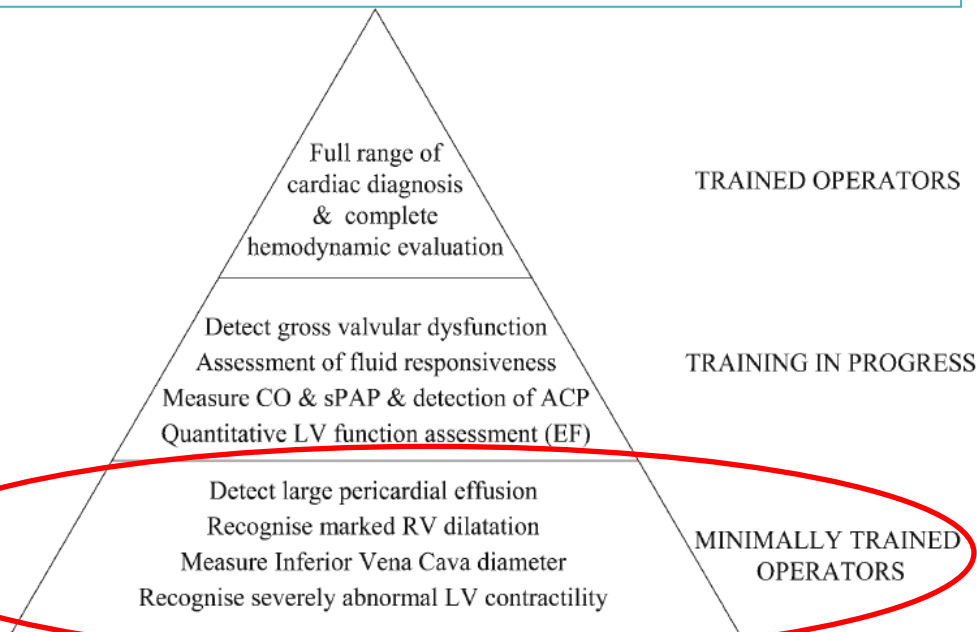 Full range of
cardiac diagnosis
& complete
hemodynamic evaluation
TRAINED OPERATORS
Detect gross valvular dysfunction
Assessment of fluid responsiveness
Measure CO & sPAP & detection of ACP
Quantitative LV function assessment (EF)
TRAINING IN PROGRESS
Detect large pericardial effusion
Recognise marked RV dilatation
Measure Inferior Vena Cava diameter
Recognise severely abnormal LV contractility
MINIMALLY TRAINED
OPERATORS